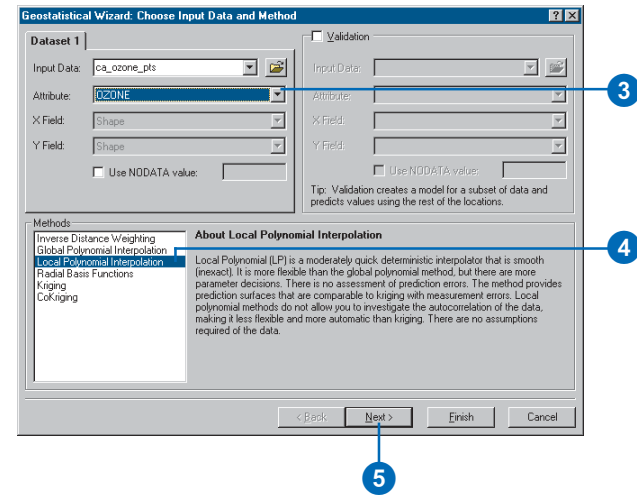 Geostatistical Wizard: Choose Input Data and Method
Dataset 1
Input Data: ca_ozone_pts
Attribute: OZONE
X Field: Shape
Y Field: Shape
Use NODATA value:
Validation
Input Data:
Attribute:
X Field:
Y Field:
Use NODATA value:
Tip: Validation creates a model for a subset of data and
predicts values using the rest of the locations.
3
Methods
Inverse Distance Weighting
Global Polynomial Interpolation
Local Polynomial Interpolation
Radial Basis Functions
Kriging
CoKriging
About Local Polynomial Interpolation
Local Polynomial (LP) is a moderately quick deterministic interpolator that is smooth
(inexact). It is more flexible than the global polynomial method, but there are more
parameter decisions. There is no assessment of prediction errors. The method provides
prediction surfaces that are comparable to kriging with measurement errors. Local
polynomial methods do not allow you to investigate the autocorrelation of the data,
making it less flexible and more automatic than kriging. There are no assumptions
required of the data.
4
< Back
Next >
Finish
Cancel
5